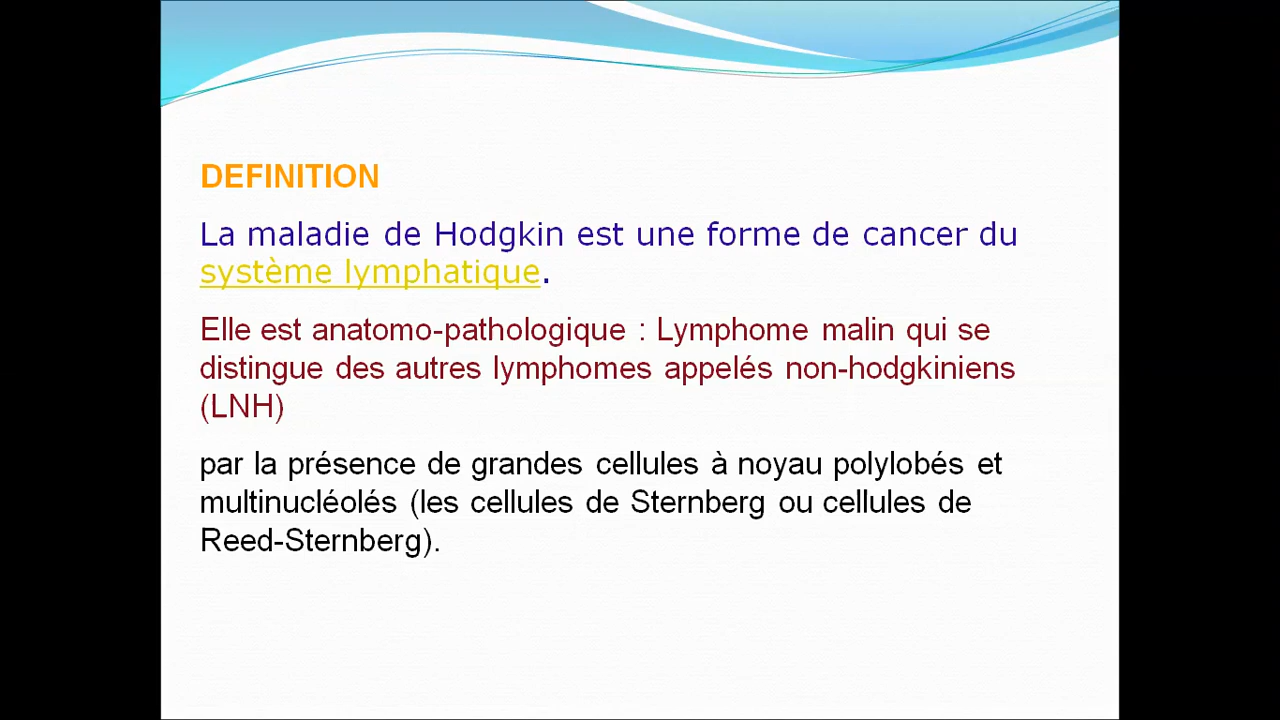 DEFINITION
La maladie de Hodgkin est une forme de cancer du
système lymphatique.
Elle est anatomo-pathologique : Lymphome malin qui se
distingue des autres lymphomes appelés non-hodgkiniens
(LNH)
par la présence de grandes cellules à noyau polylobés et
multinucléolés (les cellules de Sternberg ou cellules de
Reed-Sternberg).